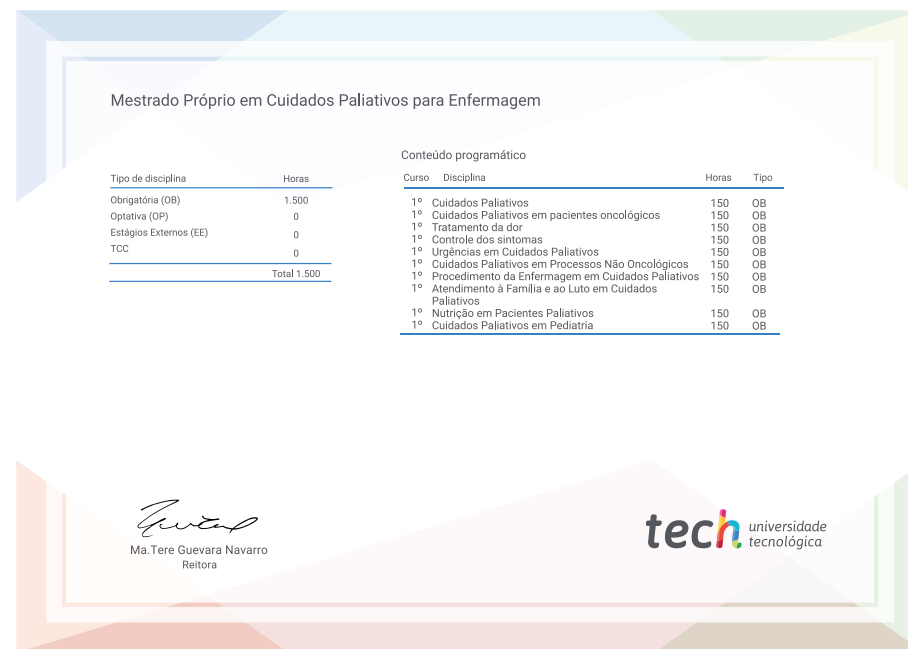 Mestrado Próprio em Cuidados Paliativos para Enfermagem
Tipo de disciplina Horas
Obrigatória (OB) 1.500
Optativa (OP) 0
Estágios Externos (EE) 0
TCC 0
Total 1.500
Conteúdo programático
Curso Disciplina Horas Tipo
1º Cuidados Paliativos 150 OB
1º Cuidados Paliativos em pacientes oncológicos 150 OB
1º Tratamento da dor 150 OB
1º Controle dos sintomas 150 OB
1º Urgências em Cuidados Paliativos 150 OB
1º Cuidados Paliativos em Processos Não Oncológicos 150 OB
1º Procedimento da Enfermagem em Cuidados Paliativos 150 OB
1º Atendimento à Família e ao Luto em Cuidados 150 OB
Paliativos
1º Nutrição em Pacientes Paliativos 150 OB
1º Cuidados Paliativos em Pediatria 150 OB
Ma.Tere Guevara Navarro
Reitora
tech universidade
tecnológica